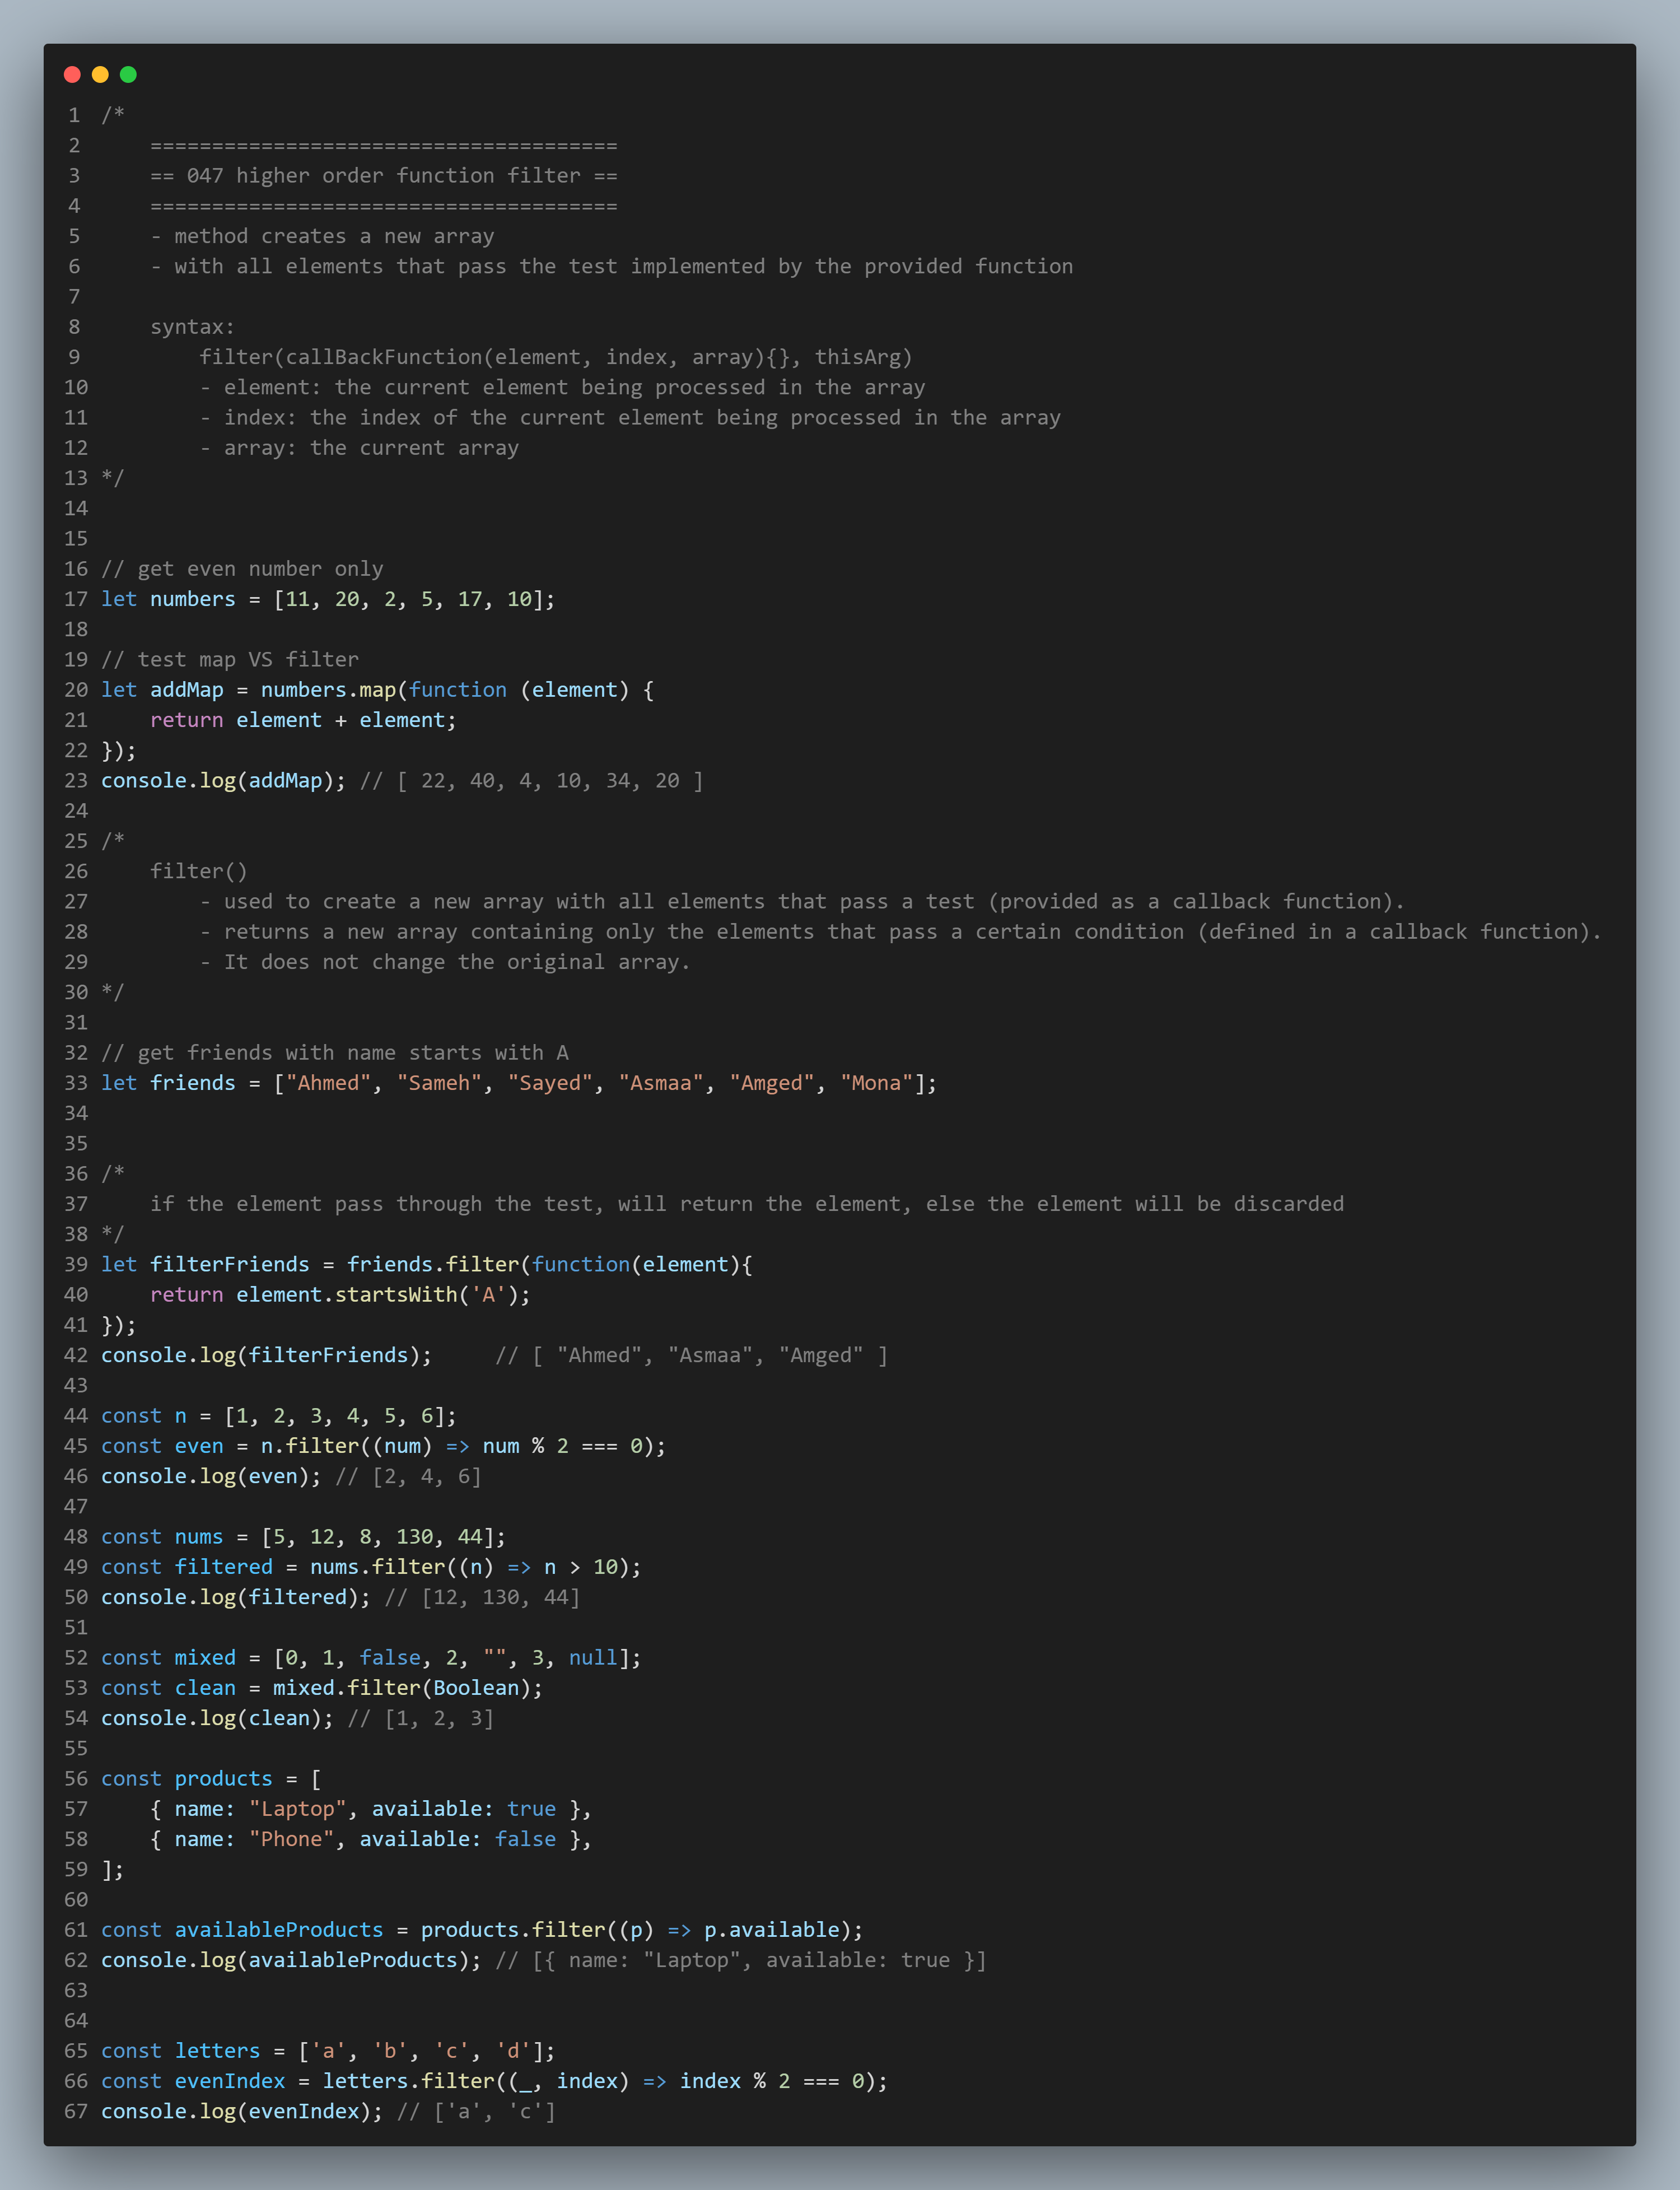 1 /*
2     ======================================
3     == 047 higher order function filter ==
4     ======================================
5     - method creates a new array
6     - with all elements that pass the test implemented by the provided function
7
8     syntax:
9         filter(callBackFunction(element, index, array){}, thisArg)
10         - element: the current element being processed in the array
11         - index: the index of the current element being processed in the array
12         - array: the current array
13 */
14
15
16 // get even number only
17 let numbers = [11, 20, 2, 5, 17, 10];
18
19 // test map VS filter
20 let addMap = numbers.map(function (element) {
21     return element + element;
22 });
23 console.log(addMap); // [ 22, 40, 4, 10, 34, 20 ]
24
25 /*
26     filter()
27         - used to create a new array with all elements that pass a test (provided as a callback function).
28         - returns a new array containing only the elements that pass a certain condition (defined in a callback function).
29         - It does not change the original array.
30 */
31
32 // get friends with name starts with A
33 let friends = ["Ahmed", "Sameh", "Sayed", "Asmaa", "Amged", "Mona"];
34
35
36 /*
37     if the element pass through the test, will return the element, else the element will be discarded
38 */
39 let filterFriends = friends.filter(function(element){
40     return element.startsWith('A');
41 });
42 console.log(filterFriends);     // [ "Ahmed", "Asmaa", "Amged" ]
43
44 const n = [1, 2, 3, 4, 5, 6];
45 const even = n.filter((num) => num % 2 === 0);
46 console.log(even); // [2, 4, 6]
47
48 const nums = [5, 12, 8, 130, 44];
49 const filtered = nums.filter((n) => n > 10);
50 console.log(filtered); // [12, 130, 44]
51
52 const mixed = [0, 1, false, 2, "", 3, null];
53 const clean = mixed.filter(Boolean);
54 console.log(clean); // [1, 2, 3]
55
56 const products = [
57     { name: "Laptop", available: true },
58     { name: "Phone", available: false },
59 ];
60
61 const availableProducts = products.filter((p) => p.available);
62 console.log(availableProducts); // [{ name: "Laptop", available: true }]
63
64
65 const letters = ['a', 'b', 'c', 'd'];
66 const evenIndex = letters.filter((_, index) => index % 2 === 0);
67 console.log(evenIndex); // ['a', 'c']